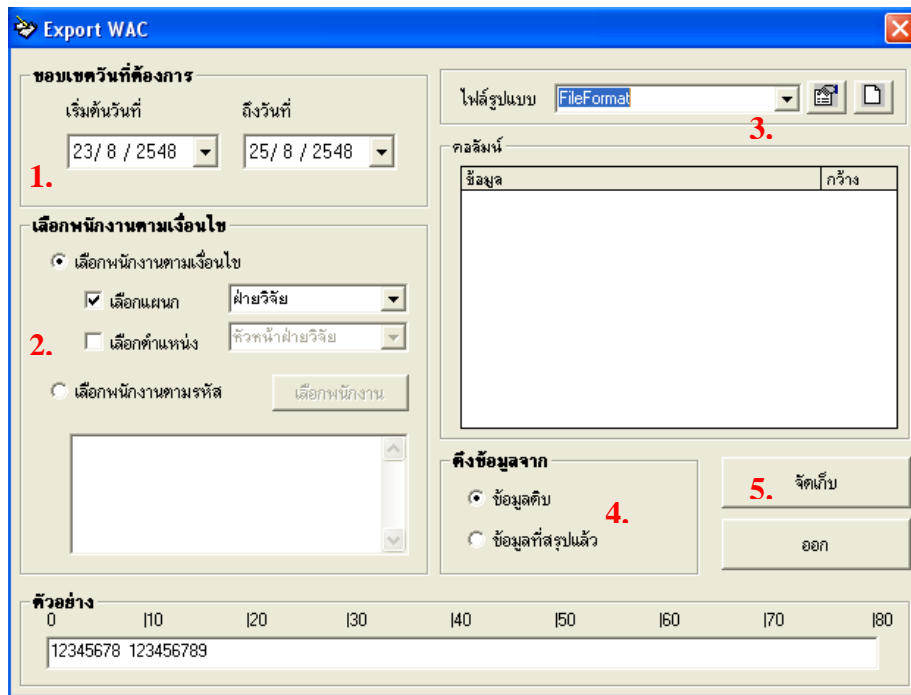 Export WAC
ขอบเขตวันที่ต้องการ
เริ่มต้นวันที่ ถึงวันที่
23/ 8 / 2548 25/ 8 / 2548
1.
เลือกพนักงานตามเงื่อนไข
เลือกพนักงานตามเงื่อนไข
เลือกแผนก ฝ่ายวิจัย
2.
เลือกตำแหน่ง หัวหน้าฝ่ายวิจัย
เลือกพนักงานตามรหัส เลือกพนักงาน
ไฟล์รูปแบบ FileFormat
3.
คอลัมน์
ข้อมูล กว้าง
ดึงข้อมูลจาก
ข้อมูลดิบ
4.
ข้อมูลที่สรุปแล้ว
5. จัดเก็บ
ออก
ตัวอย่าง
0 |10 |20 |30 |40 |50 |60 |70 |80
12345678 123456789